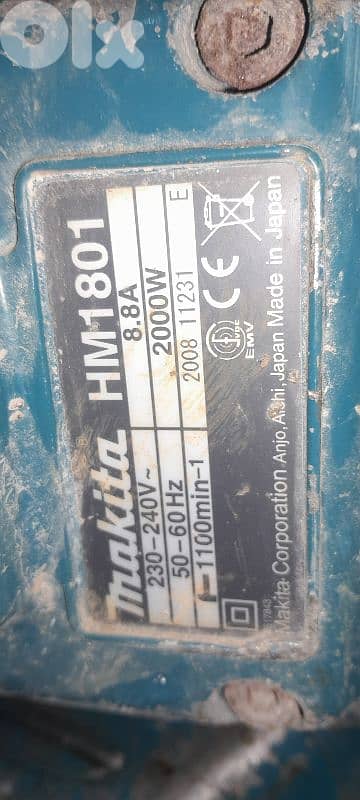 OLX
makita HM1801
230-240V~ 8.8A
50-60Hz 2000W
1100min-1 2008 11231 E
EMV
Makita Corporation Anjo, Aichi, Japan Made in Japan